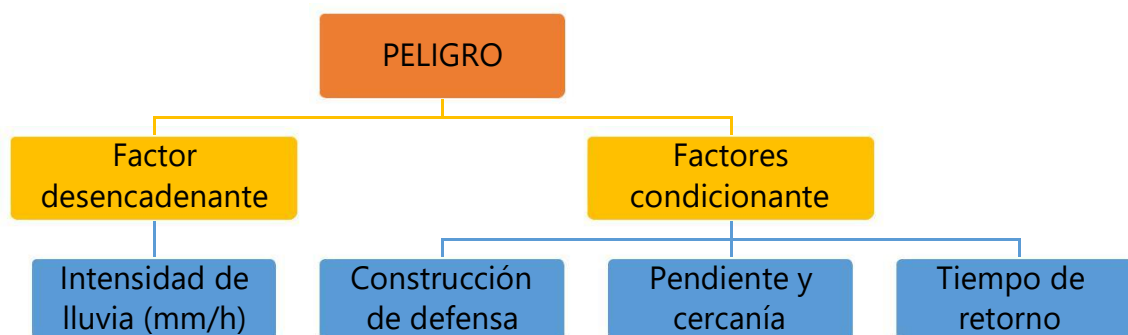 PELIGRO
Factor
desencadenante
Factores
condicionante
Intensidad de
lluvia (mm/h)
Construcción
de defensa
Pendiente y
cercanía
Tiempo de
retorno